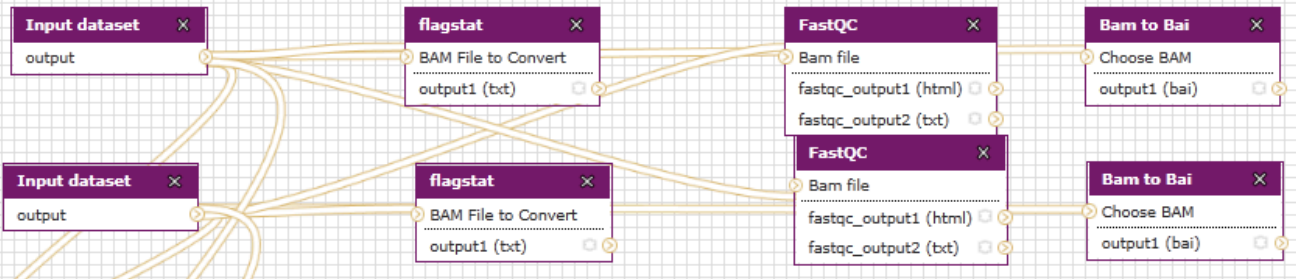 Input dataset
output
flagstat
BAM File to Convert
output1 (txt)
FastQC
Bam file
fastqc_output1 (html)
fastqc_output2 (txt)
Bam to Bai
Choose BAM
output1 (bai)
Input dataset
output
flagstat
BAM File to Convert
output1 (txt)
FastQC
Bam file
fastqc_output1 (html)
fastqc_output2 (txt)
Bam to Bai
Choose BAM
output1 (bai)